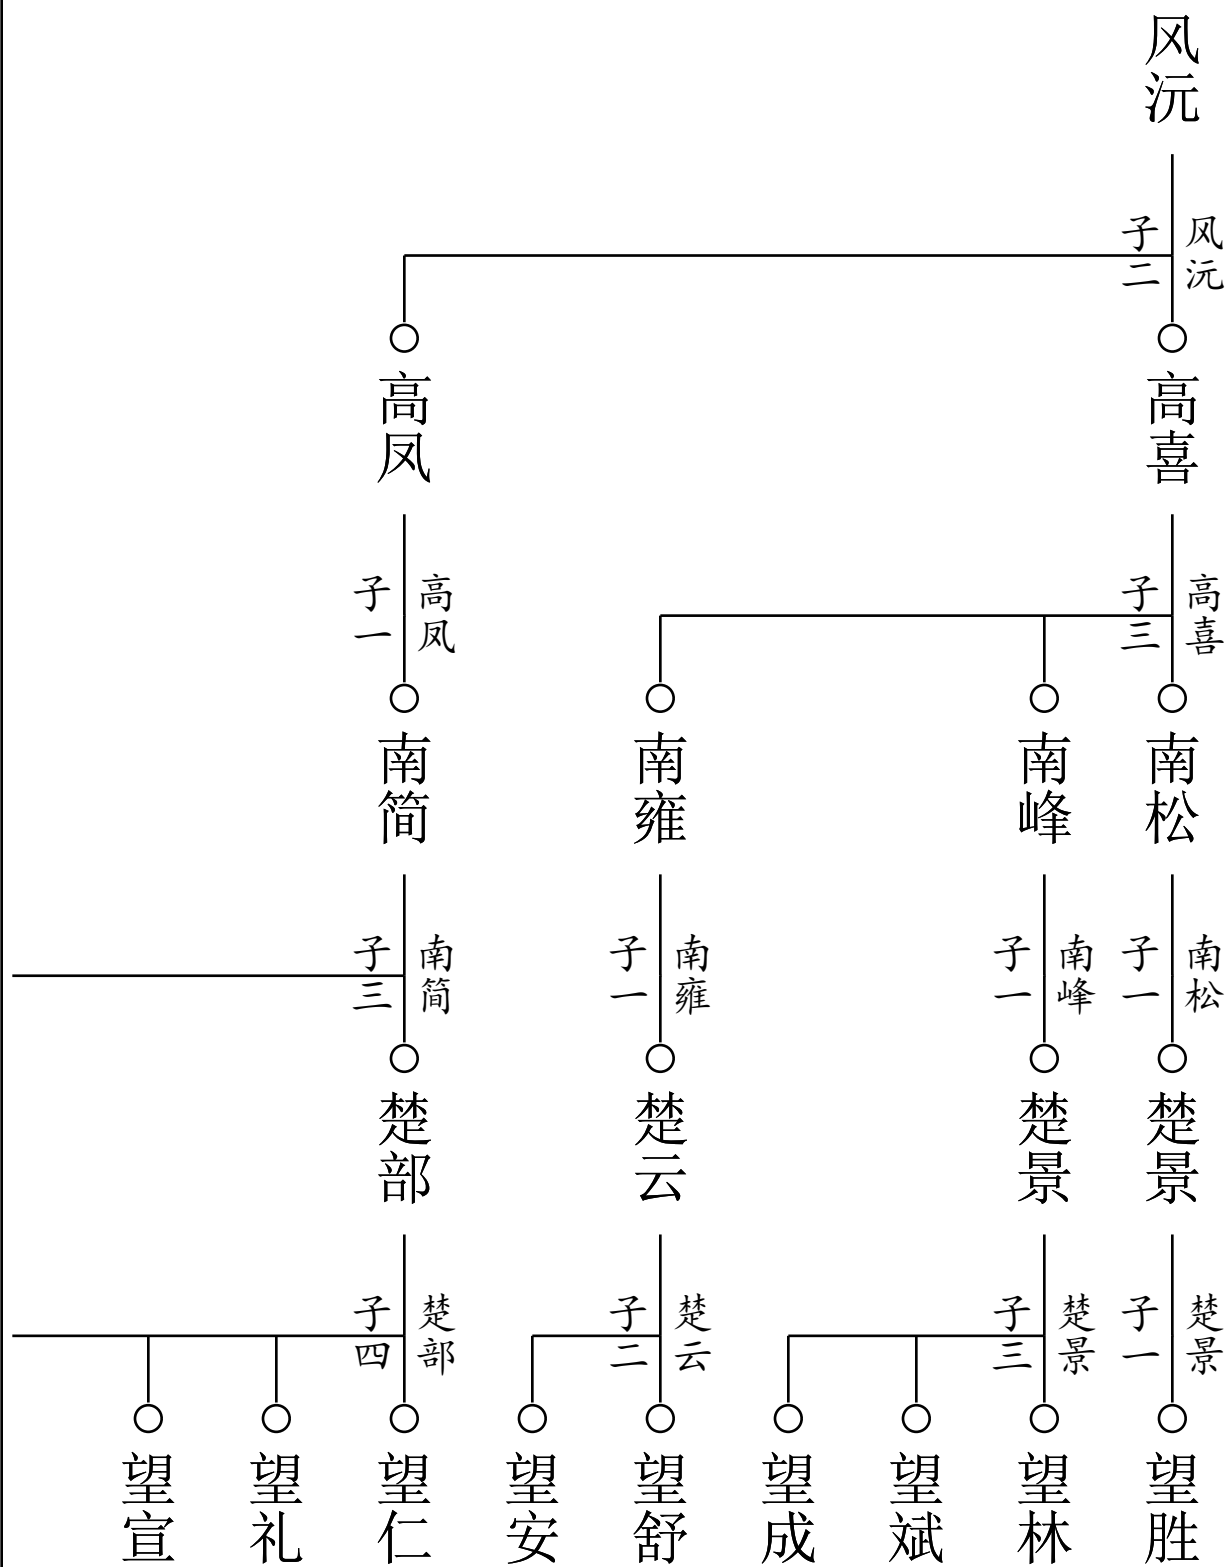 风沅
风沅
子二
高喜
高凤
高喜
子三
高凤
子一
南松
南峰
南雍
南简
南松
子一
南峰
子一
南雍
子一
南简
子三
楚景
楚景
楚云
楚部
楚景
子一
楚景
子三
楚云
子二
楚部
子四
望胜
望林
望斌
望成
望舒
望安
望仁
望礼
望宣